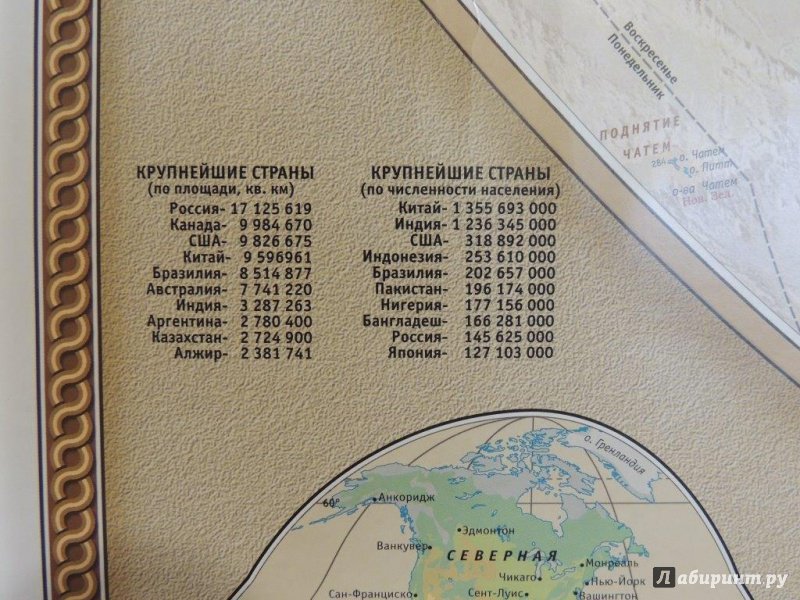 КРУПНЕЙШИЕ СТРАНЫ
(по площади, кв. км)
Россия- 17 125 619
Канада- 9 984 670
США- 9 826 675
Китай- 9 596961
Бразилия- 8 514 877
Австралия- 7 741 220
Индия- 3 287 263
Аргентина- 2 780 400
Казахстан- 2 724 900
Алжир- 2 381 741
КРУПНЕЙШИЕ СТРАНЫ
(по численности населения)
Китай- 1 355 693 000
Индия- 1 236 345 000
США- 318 892 000
Индонезия- 253 610 000
Бразилия- 202 657 000
Пакистан- 196 174 000
Нигерия- 177 156 000
Бангладеш- 166 281 000
Россия- 145 625 000
Япония- 127 103 000
Воскресенье
Понедельник
ПОДНЯТИЕ
ЧАТЕМ
284 о. Чатем
о. Питт
о-ва Чатем
Нов. Зел.
о. Гренландия
60°
Анкоридж
Эдмонтон
Ванкувер
СЕВЕРНАЯ
Монреаль
Чикаго
Нью-Йорк
Сан-Франциско
Сент-Луис
Вашингтон
Лабиринт.ру